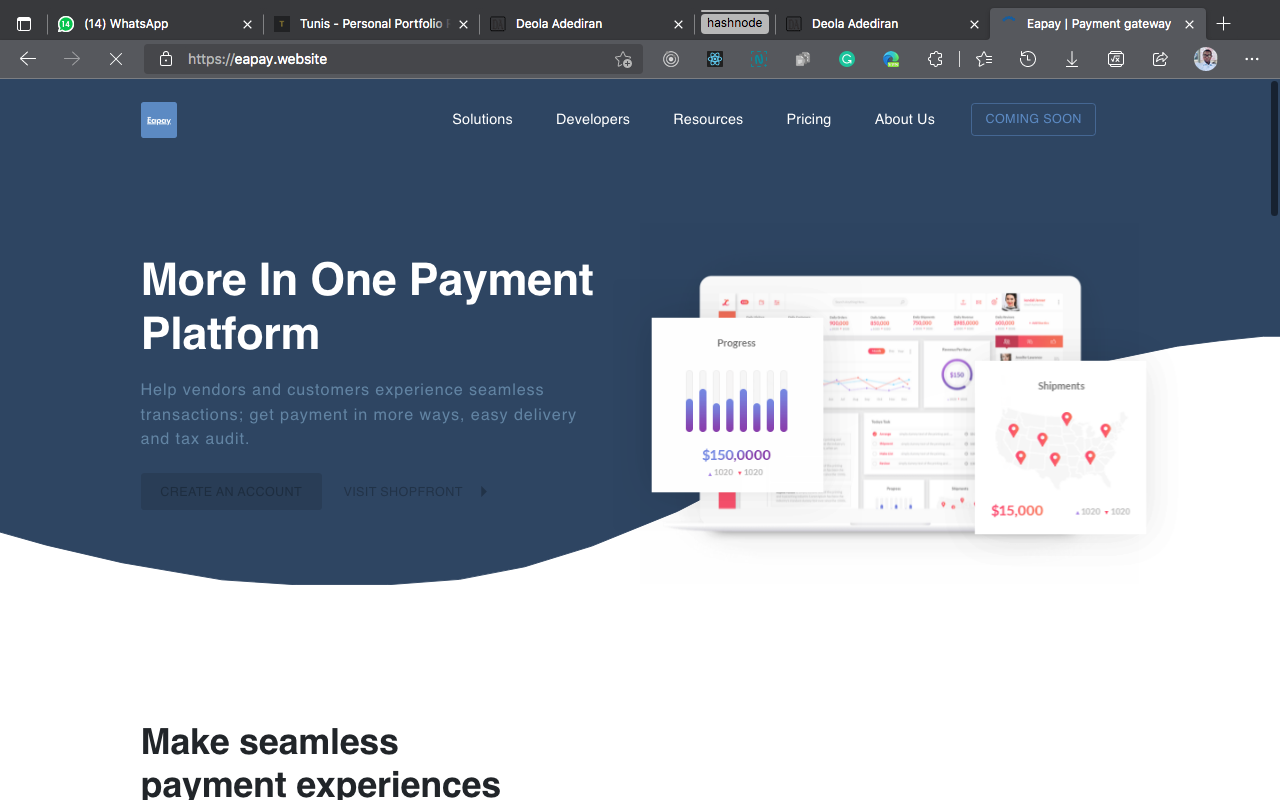 (14) WhatsApp
Tunis - Personal Portfolio
Deola Adediran
hashnode
Deola Adediran
Eapay | Payment gateway
https://eapay.website
Eapay
Solutions
Developers
Resources
Pricing
About Us
COMING SOON
More In One Payment
Platform
Help vendors and customers experience seamless
transactions; get payment in more ways, easy delivery
and tax audit.
CREATE AN ACCOUNT
VISIT SHOPFRONT
Progress
$150,0000
1020
1020
$150
Progress
Shipments
Shipments
$15,000
1020
1020
Make seamless
payment experiences